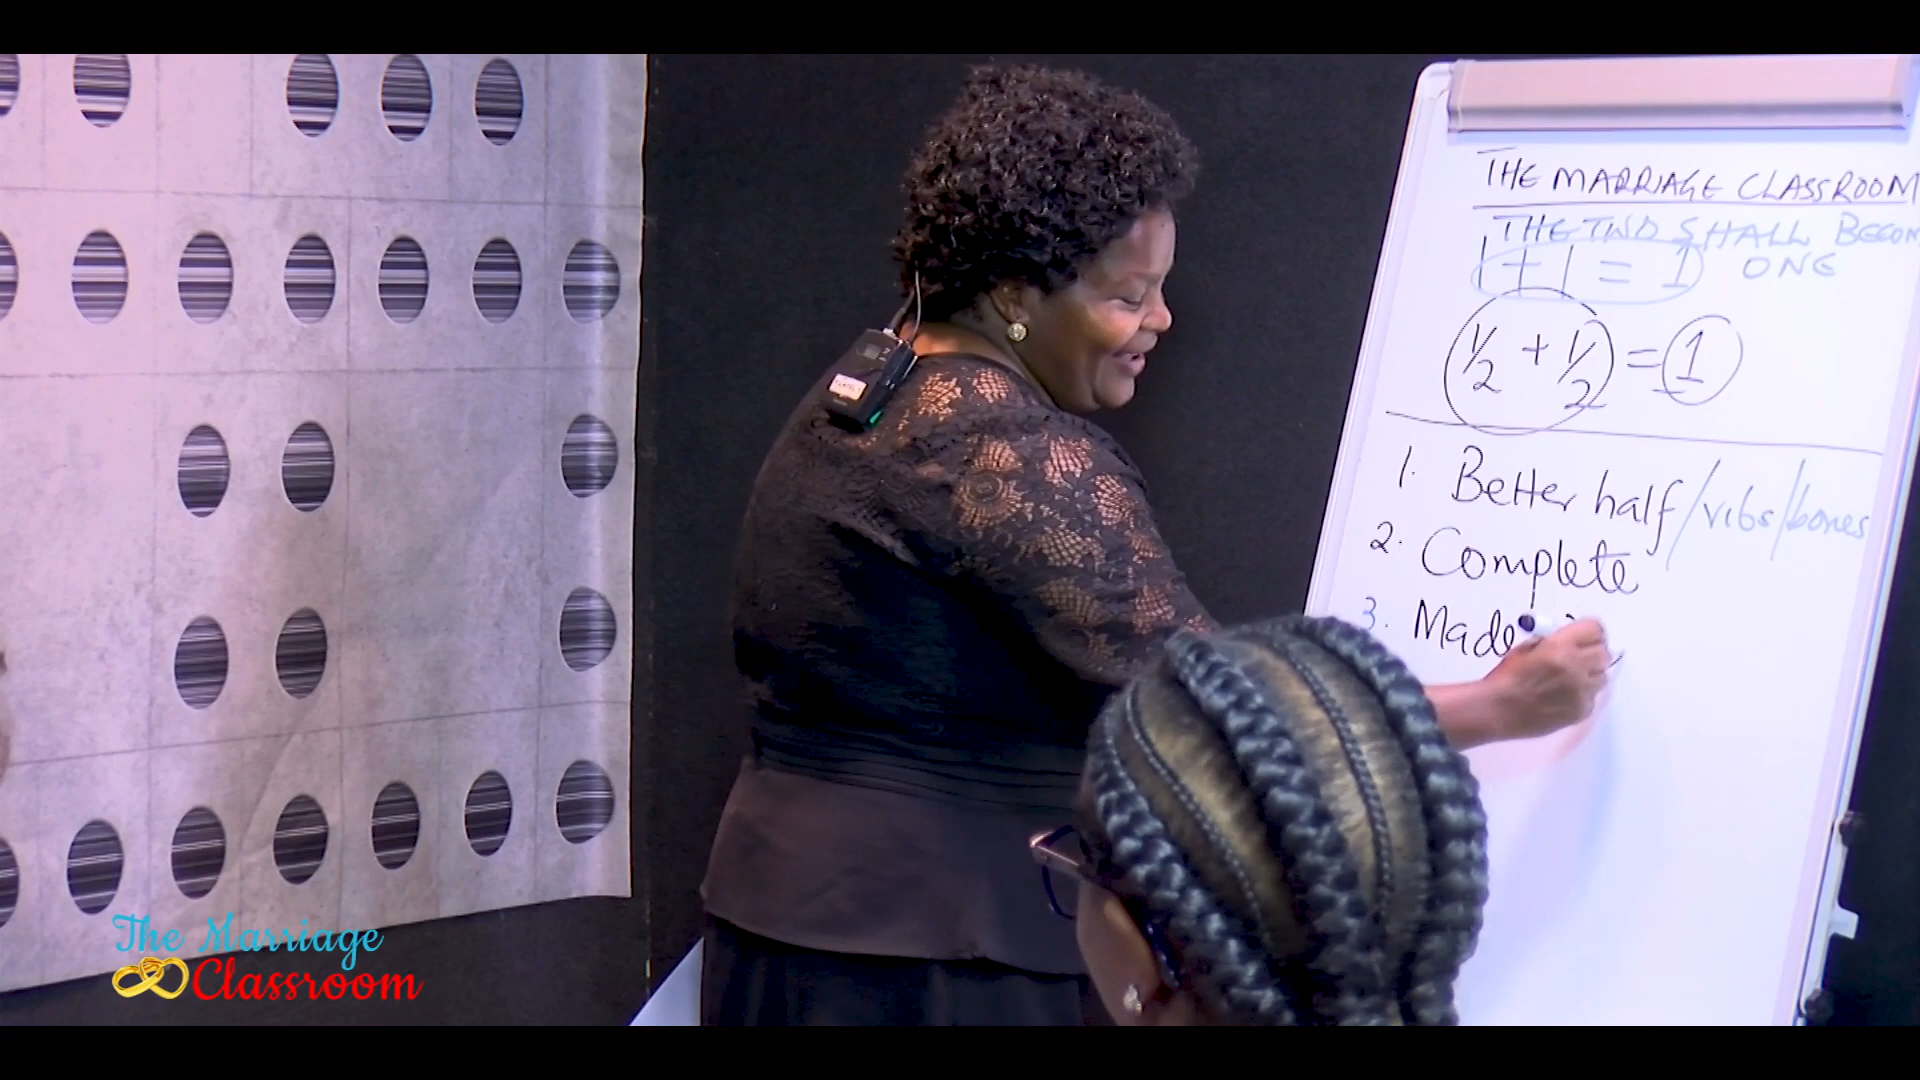 THE MARRIAGE CLASSROOM
THE TWO SHALL BECOM
ONE
1 + 1 = 1
1/2 + 1/2 = 1
1. Better half/ribs/bones
2. Complete
3. Made
The Marriage
Classroom